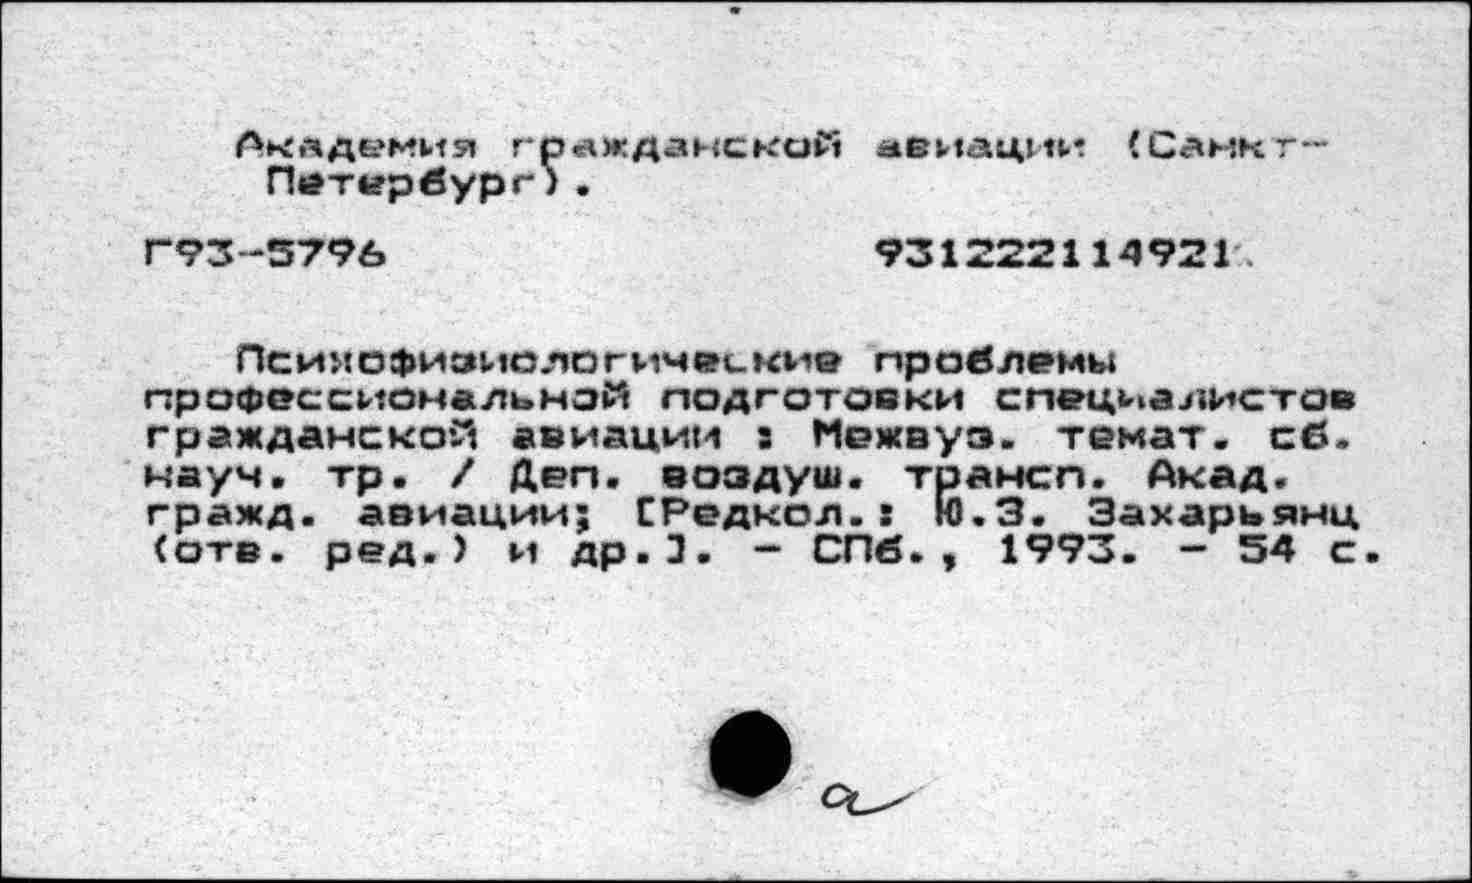 Академия гражданской авиации (Санкт-
Петербург).
Г93-5796 931222114921
Психофизиологические проблемы
профессиональной подготовки специалистов
гражданской авиации : Межвуз. темат. сб.
науч. тр. / Деп. воздуш. трансп. Акад.
гражд. авиации; [Редкол.: Ю.З. Захарьянц
(отв. ред.) и др.]. - СПб., 1993. - 54 с.
а